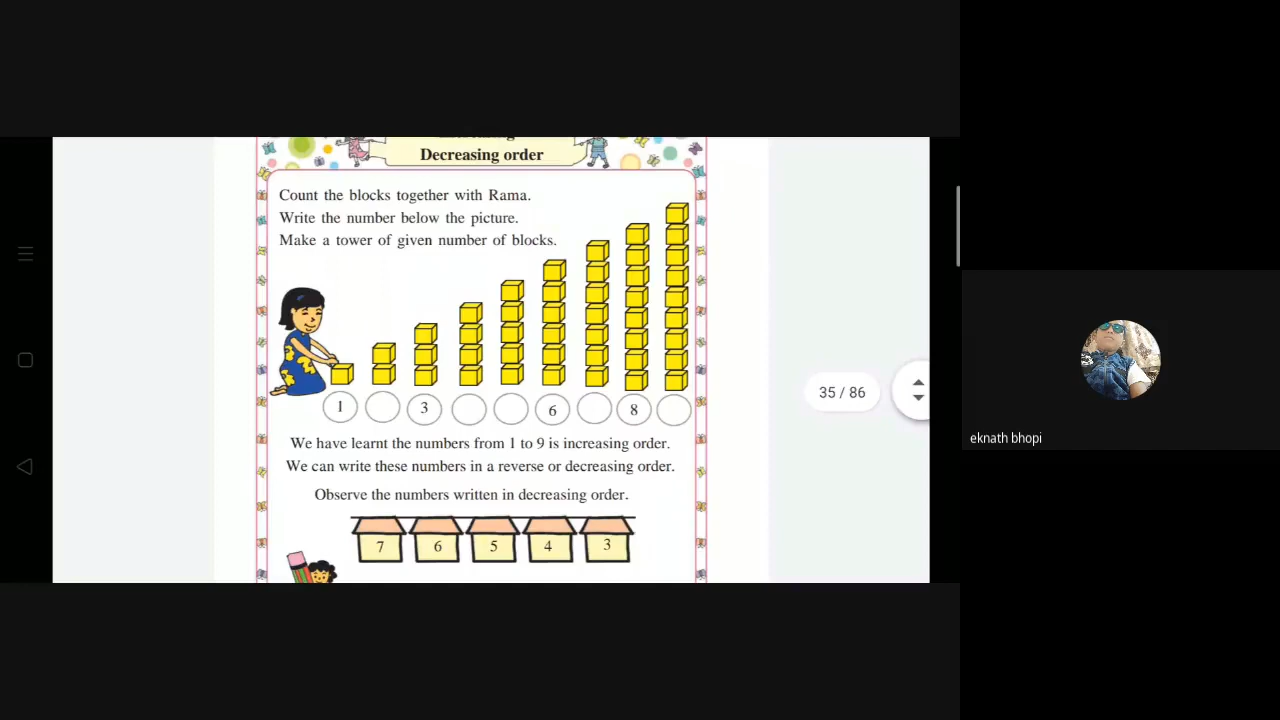 Decreasing order
Count the blocks together with Rama.
Write the number below the picture.
Make a tower of given number of blocks.
1 3 6 8
35 / 86
eknath bhopi
We have learnt the numbers from 1 to 9 is increasing order.
We can write these numbers in a reverse or decreasing order.
Observe the numbers written in decreasing order.
7 6 5 4 3